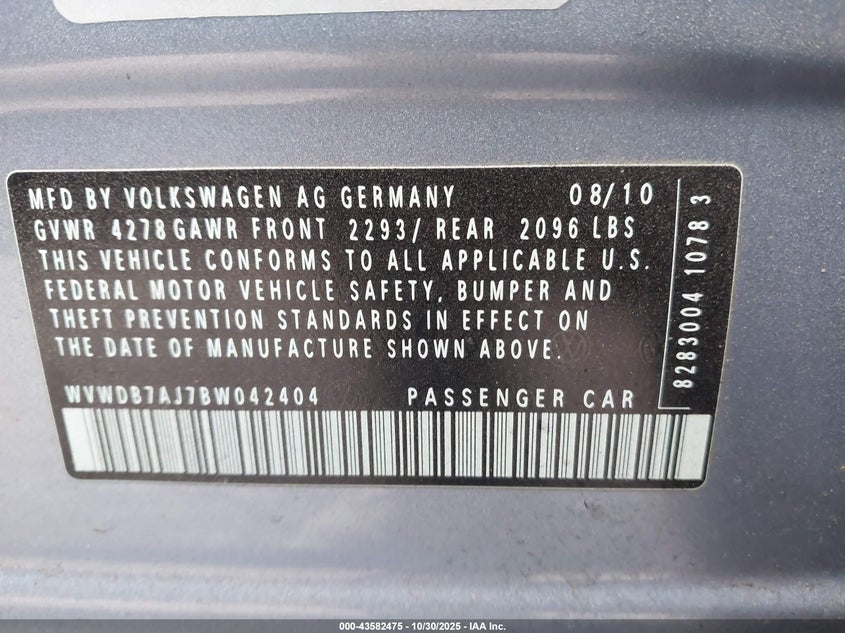 MFD BY VOLKSWAGEN AG GERMANY 08/10
GVWR 4278 GAWR FRONT 2293/ REAR 2096 LBS
THIS VEHICLE CONFORMS TO ALL APPLICABLE U.S.
FEDERAL MOTOR VEHICLE SAFETY, BUMPER AND
THEFT PREVENTION STANDARDS IN EFFECT ON
THE DATE OF MANUFACTURE SHOWN ABOVE.
WVWDB7AJ7BW042404 PASSENGER CAR
8283004 1078 3
000-43582475 - 10/30/2025 - IAA Inc.